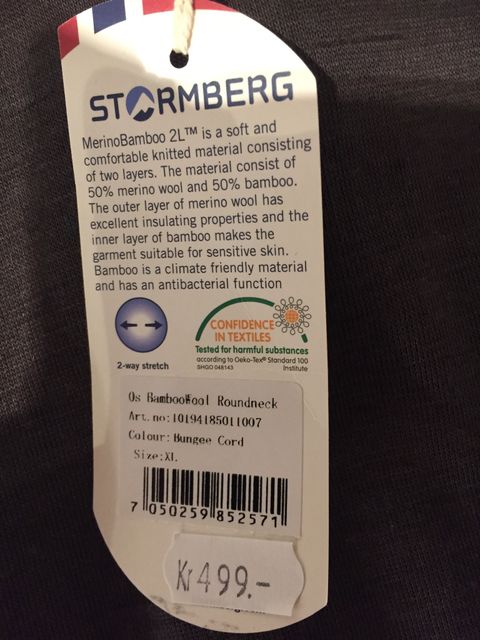 STORMBERG
MerinoBamboo 2L™ is a soft and
comfortable knitted material consisting
of two layers. The material consist of
50% merino wool and 50% bamboo.
The outer layer of merino wool has
excellent insulating properties and the
inner layer of bamboo makes the
garment suitable for sensitive skin.
Bamboo is a climate friendly material
and has an antibacterial function
2-way stretch
CONFIDENCE
IN TEXTILES
Tested for harmful substances
according to Oeko-Tex® Standard 100
SHGO 048143 Institute
Os BambooWool Roundneck
Art.no:10194185011007
Colour: Bungee Cord
Size:XL
7 050259 852571
Kr 499.-